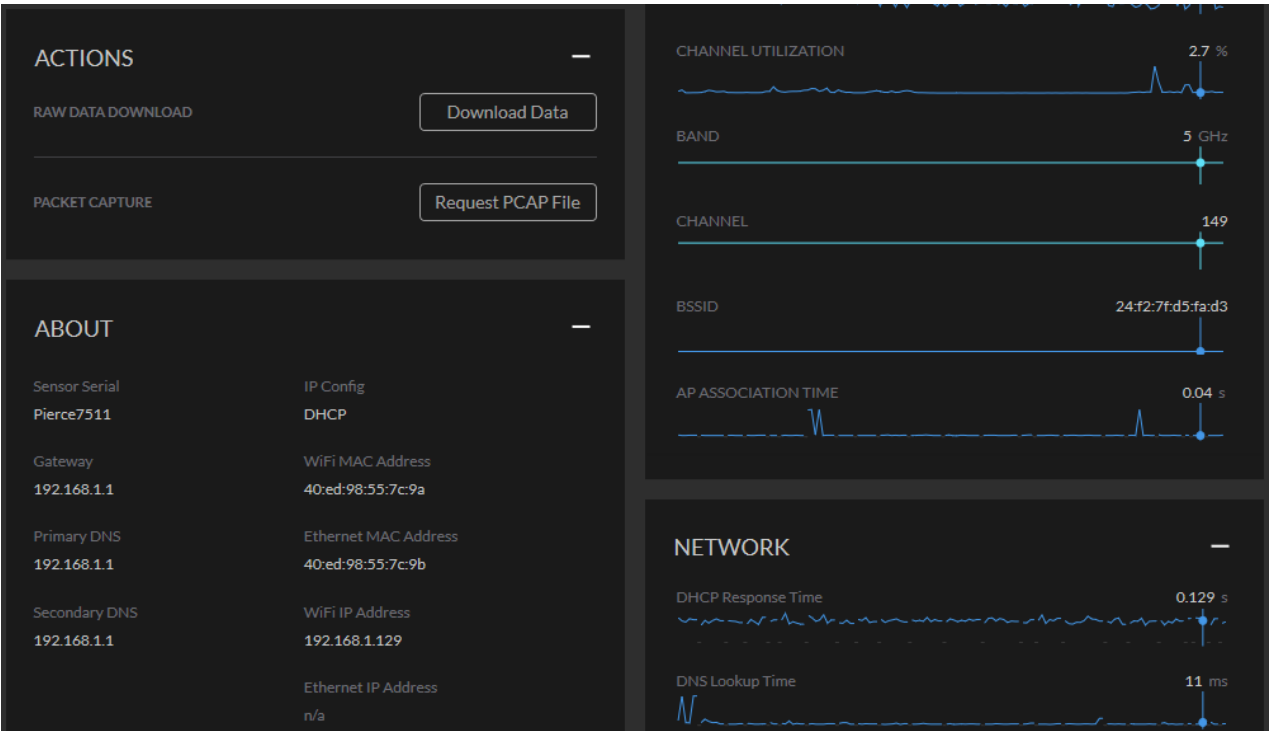 ACTIONS
RAW DATA DOWNLOAD
Download Data
PACKET CAPTURE
Request PCAP File
ABOUT
Sensor Serial
Pierce7511
IP Config
DHCP
Gateway
192.168.1.1
WiFi MAC Address
40:ed:98:55:7c:9a
Primary DNS
192.168.1.1
Ethernet MAC Address
40:ed:98:55:7c:9b
Secondary DNS
192.168.1.1
WiFi IP Address
192.168.1.129
Ethernet IP Address
n/a
CHANNEL UTILIZATION
2.7 %
BAND
5 GHz
CHANNEL
149
BSSID
24:f2:7f:d5:fa:d3
AP ASSOCIATION TIME
0.04 s
NETWORK
DHCP Response Time
0.129 s
DNS Lookup Time
11 ms